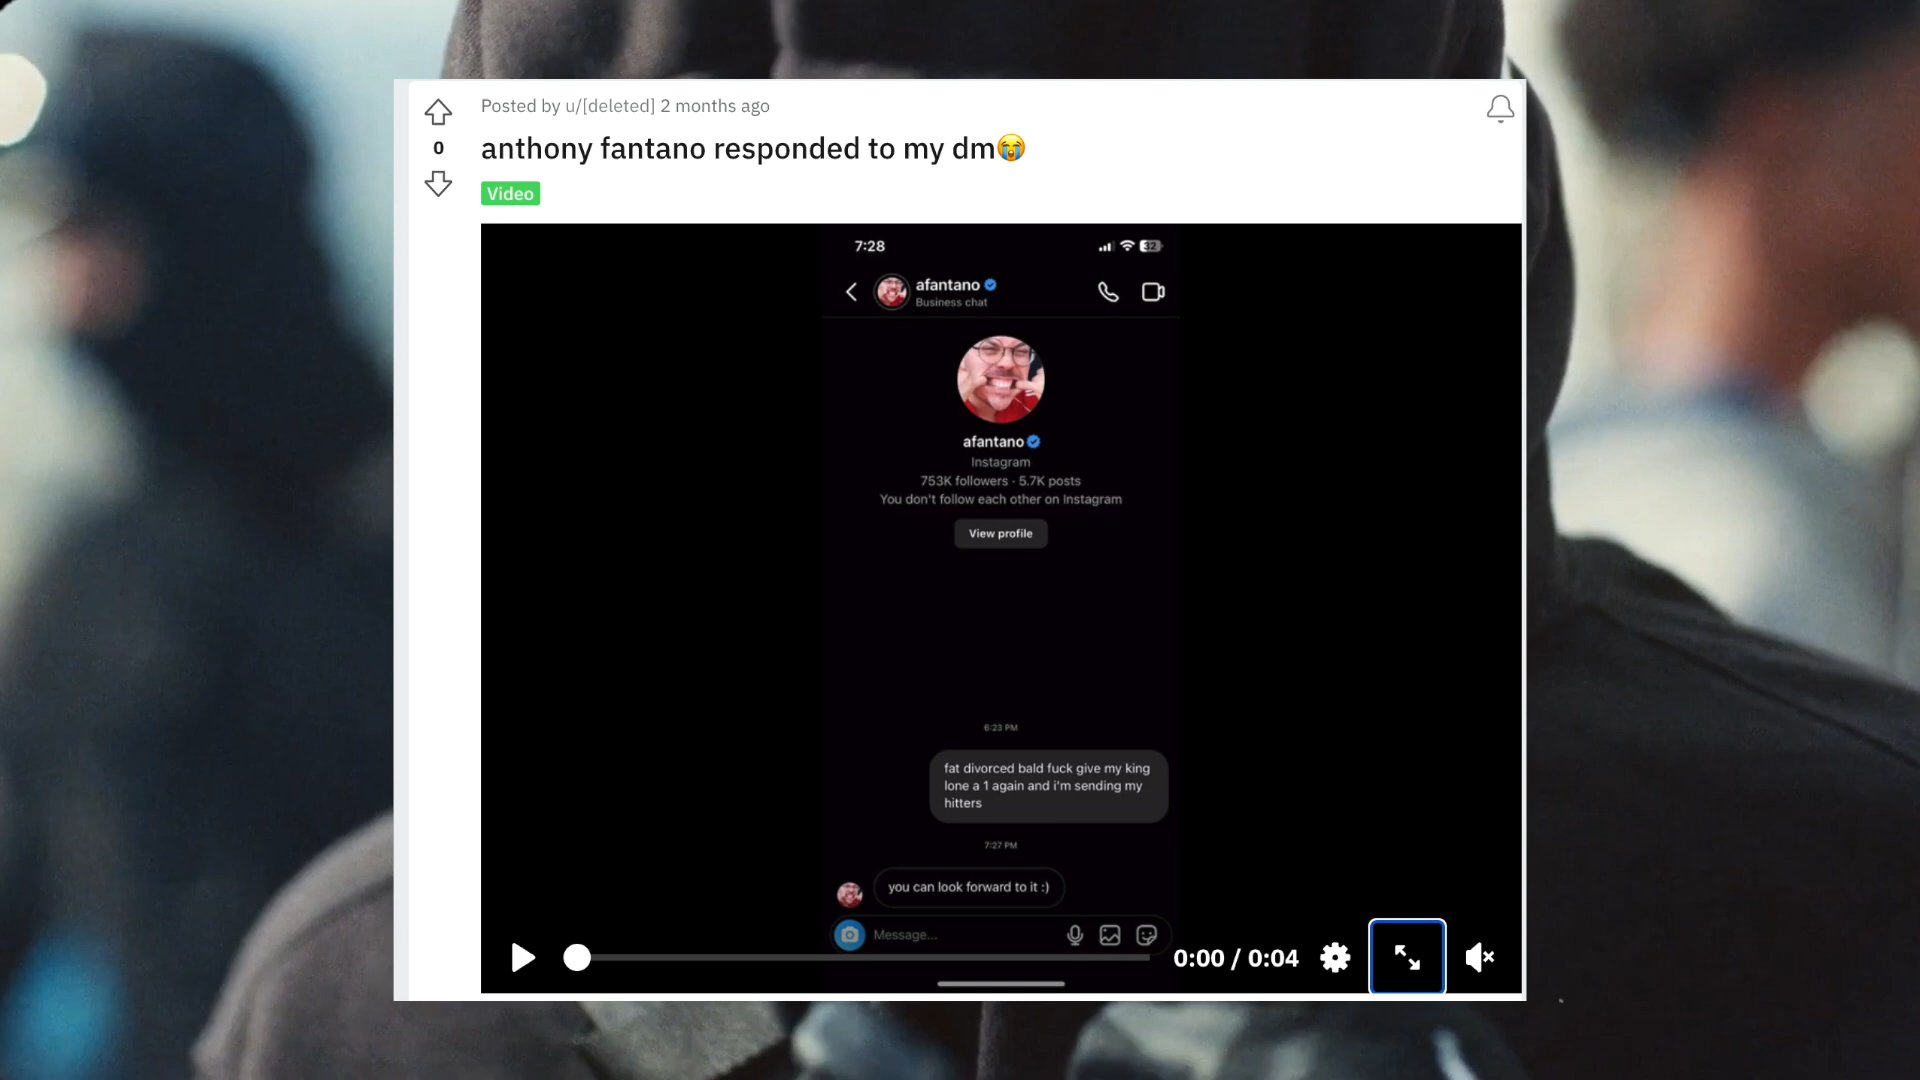 Posted by u/[deleted] 2 months ago
0
anthony fantano responded to my dm😭
Video
7:28
32
afantano
Business chat
afantano
Instagram
753K followers · 5.7K posts
You don't follow each other on Instagram
View profile
6:23 PM
fat divorced bald fuck give my king
lone a 1 again and i'm sending my
hitters
7:27 PM
you can look forward to it :)
Message...
0:00 / 0:04